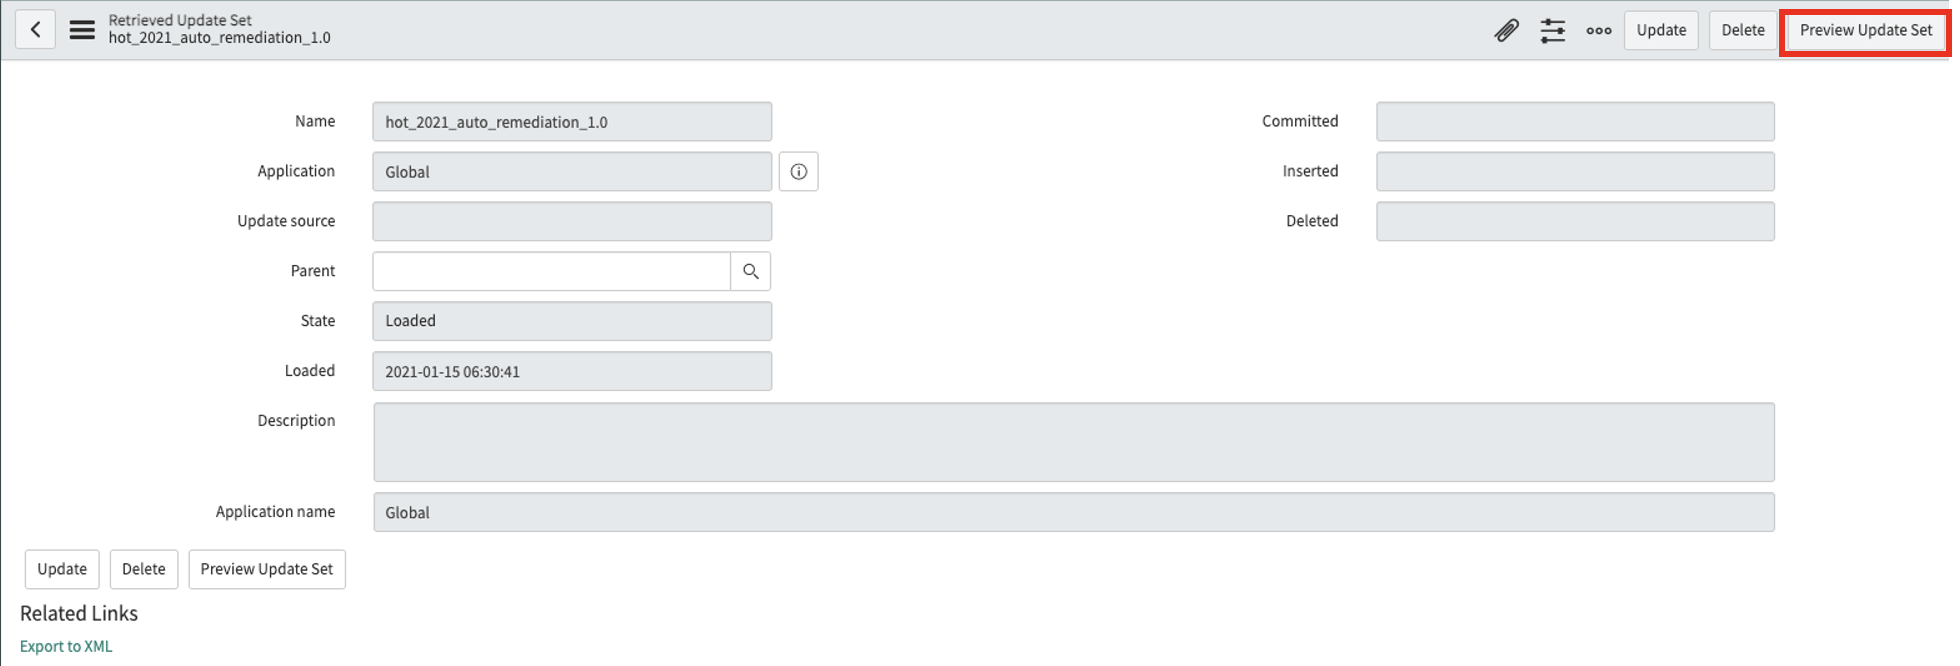 Retrieved Update Set
hot_2021_auto_remediation_1.0
Update
Delete
Preview Update Set
Name
hot_2021_auto_remediation_1.0
Committed
Application
Global
Inserted
Update source
Deleted
Parent
State
Loaded
Loaded
2021-01-15 06:30:41
Description
Application name
Global
Update
Delete
Preview Update Set
Related Links
Export to XML